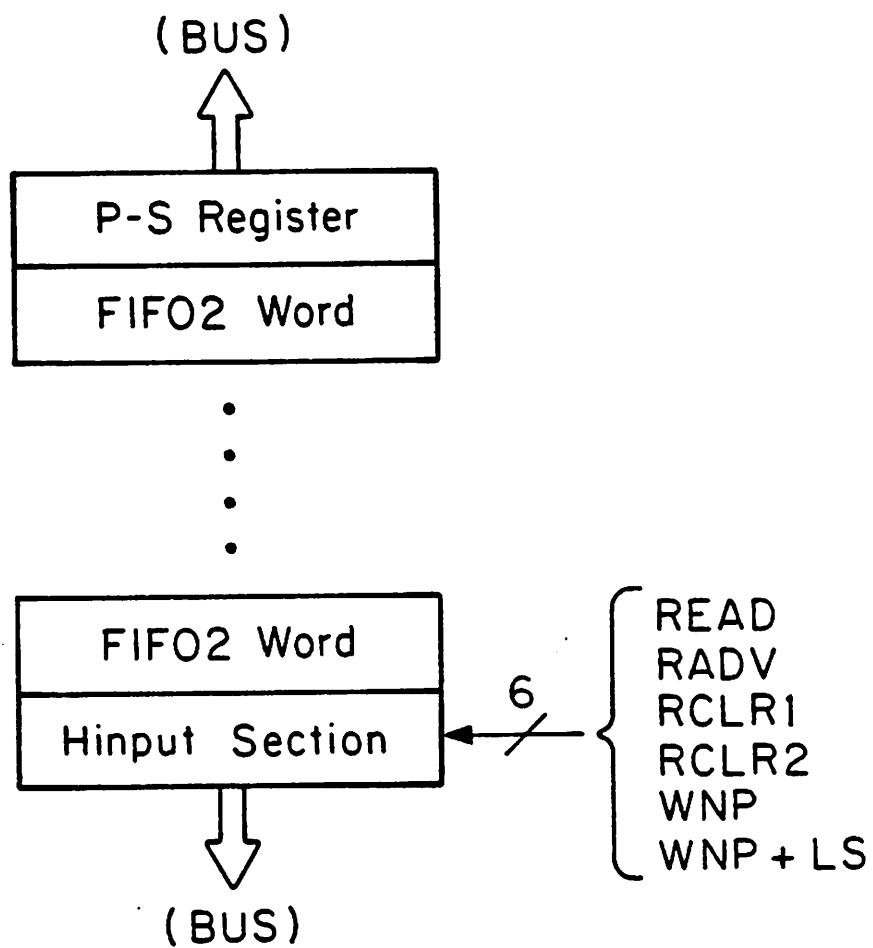 (BUS)
P-S Register
FIFO2 Word
FIFO2 Word
Hinput Section
6
READ
RADV
RCLR1
RCLR2
WNP
WNP + LS
(BUS)